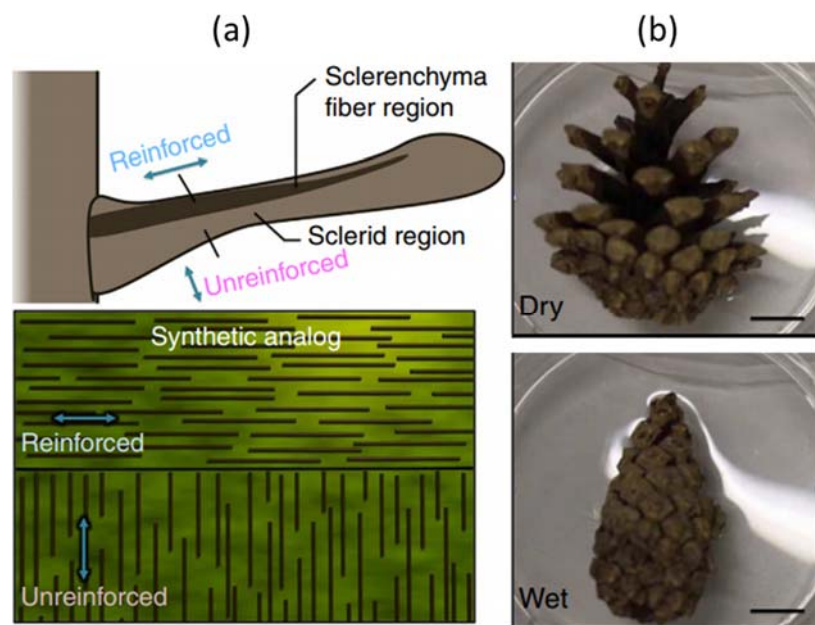 (a)
(b)
Sclerenchyma
fiber region
Reinforced
Sclerid region
Unreinforced
Synthetic analog
Reinforced
Unreinforced
Dry
Wet